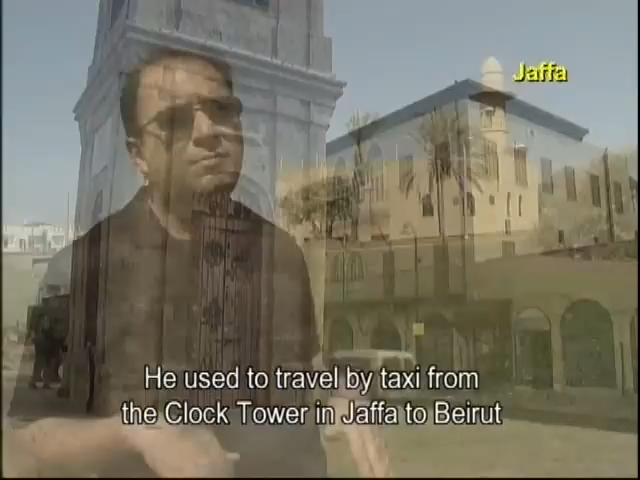 Jaffa
He used to travel by taxi from
the Clock Tower in Jaffa to Beirut